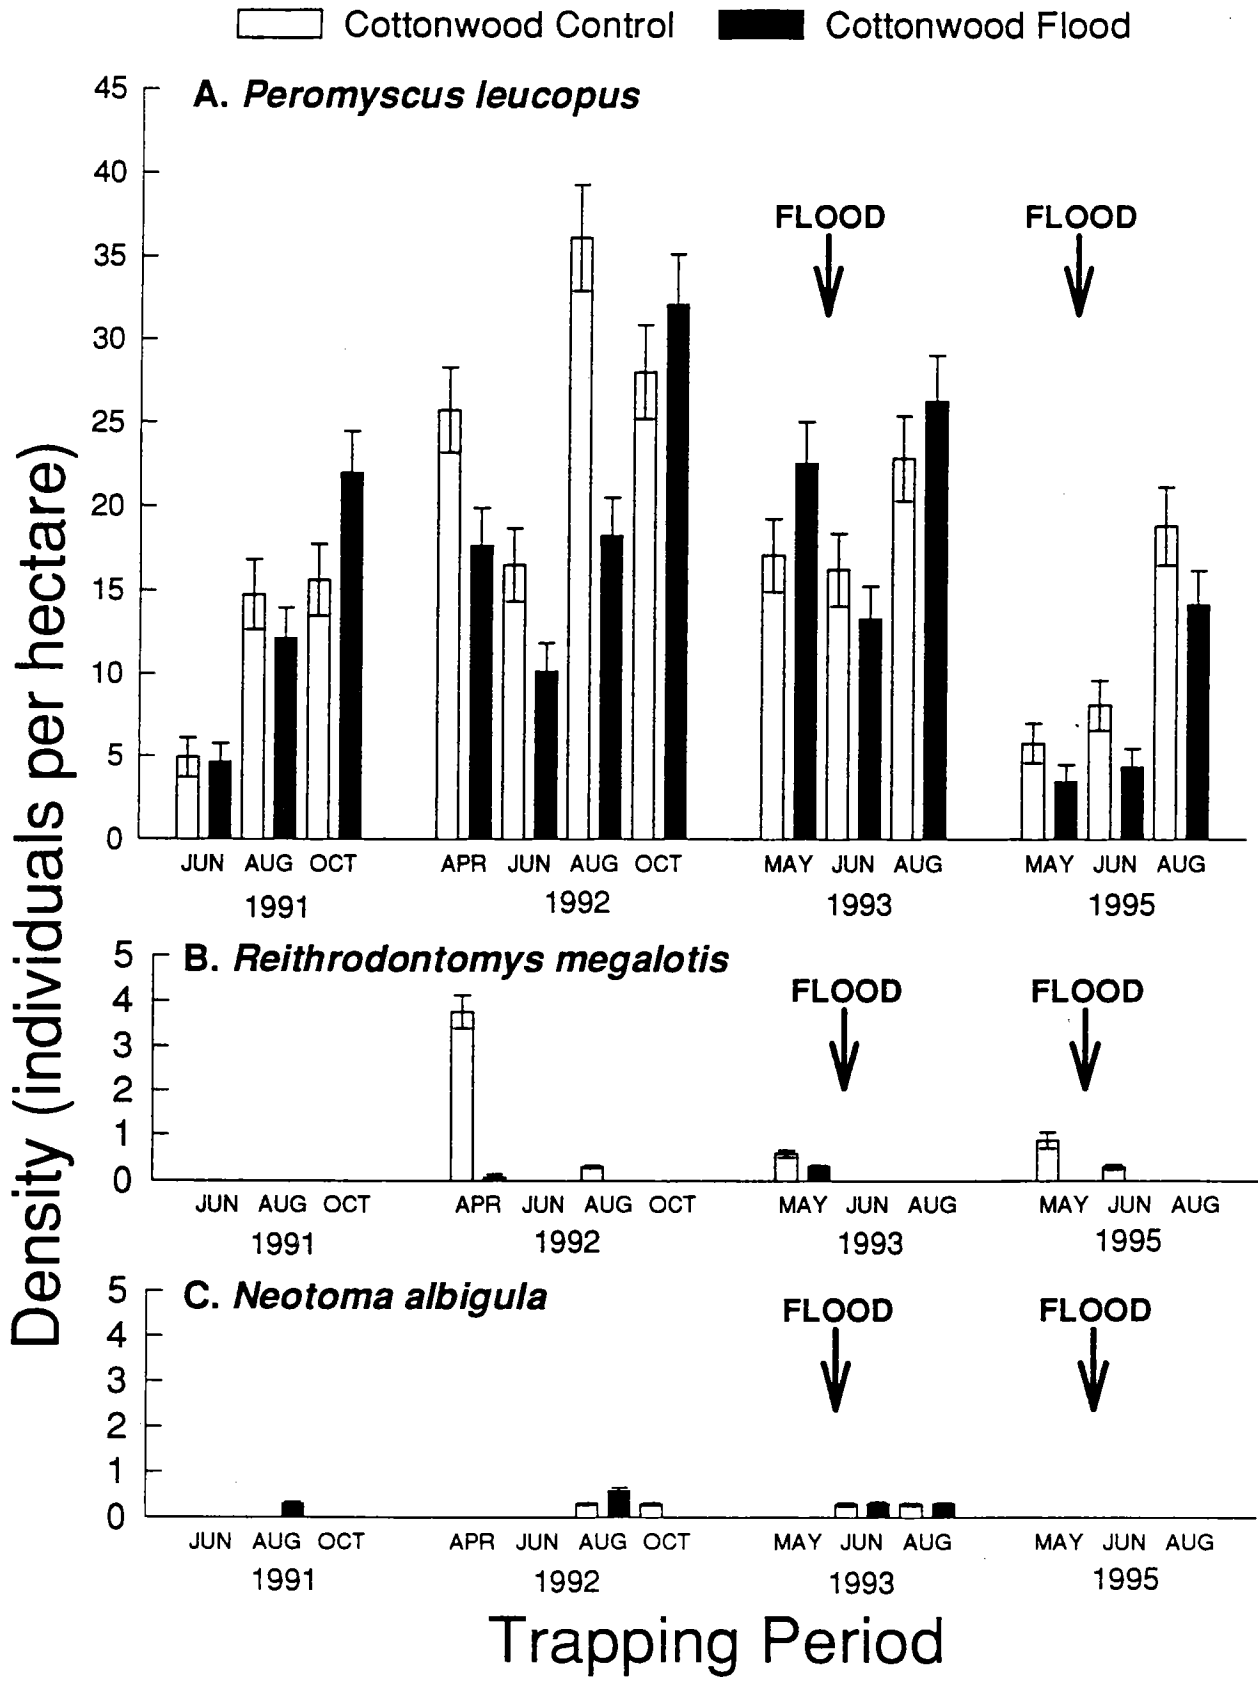 Cottonwood Control Cottonwood Flood
Density (individuals per hectare)
A. Peromyscus leucopus
45
40
35
30
25
20
15
10
5
0
FLOOD FLOOD
JUN AUG OCT APR JUN AUG OCT MAY JUN AUG MAY JUN AUG
1991 1992 1993 1995
B. Reithrodontomys megalotis
5
4
3
2
1
0
FLOOD FLOOD
JUN AUG OCT APR JUN AUG OCT MAY JUN AUG MAY JUN AUG
1991 1992 1993 1995
C. Neotoma albigula
5
4
3
2
1
0
FLOOD FLOOD
JUN AUG OCT APR JUN AUG OCT MAY JUN AUG MAY JUN AUG
1991 1992 1993 1995
Trapping Period